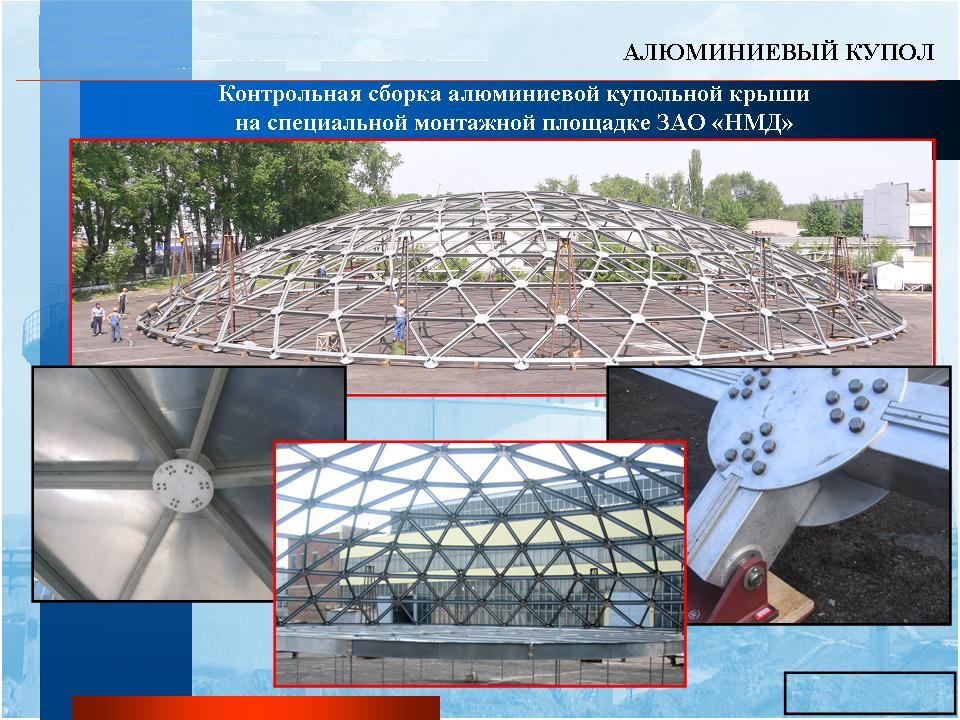 АЛЮМИНИЕВЫЙ КУПОЛ
Контрольная сборка алюминиевой купольной крыши
на специальной монтажной площадке ЗАО «НМД»